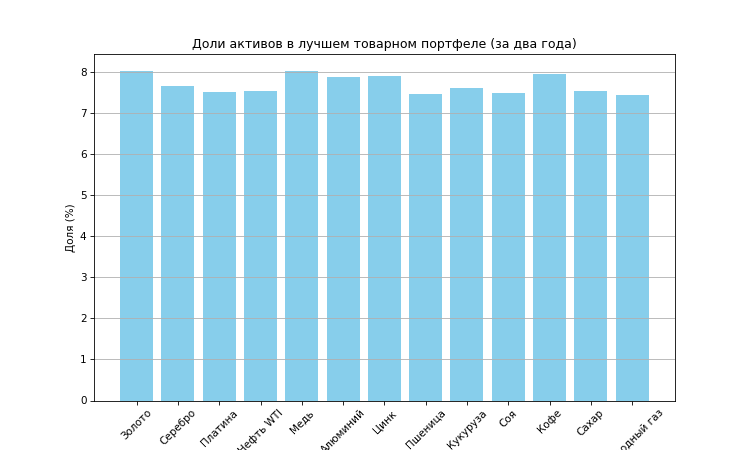 Доли активов в лучшем товарном портфеле (за два года)
Доля (%)
8
7
6
5
4
3
2
1
0
Золото
Серебро
Платина
Нефть WTI
Медь
Алюминий
Цинк
Пшеница
Кукуруза
Соя
Кофе
Сахар
одный газ